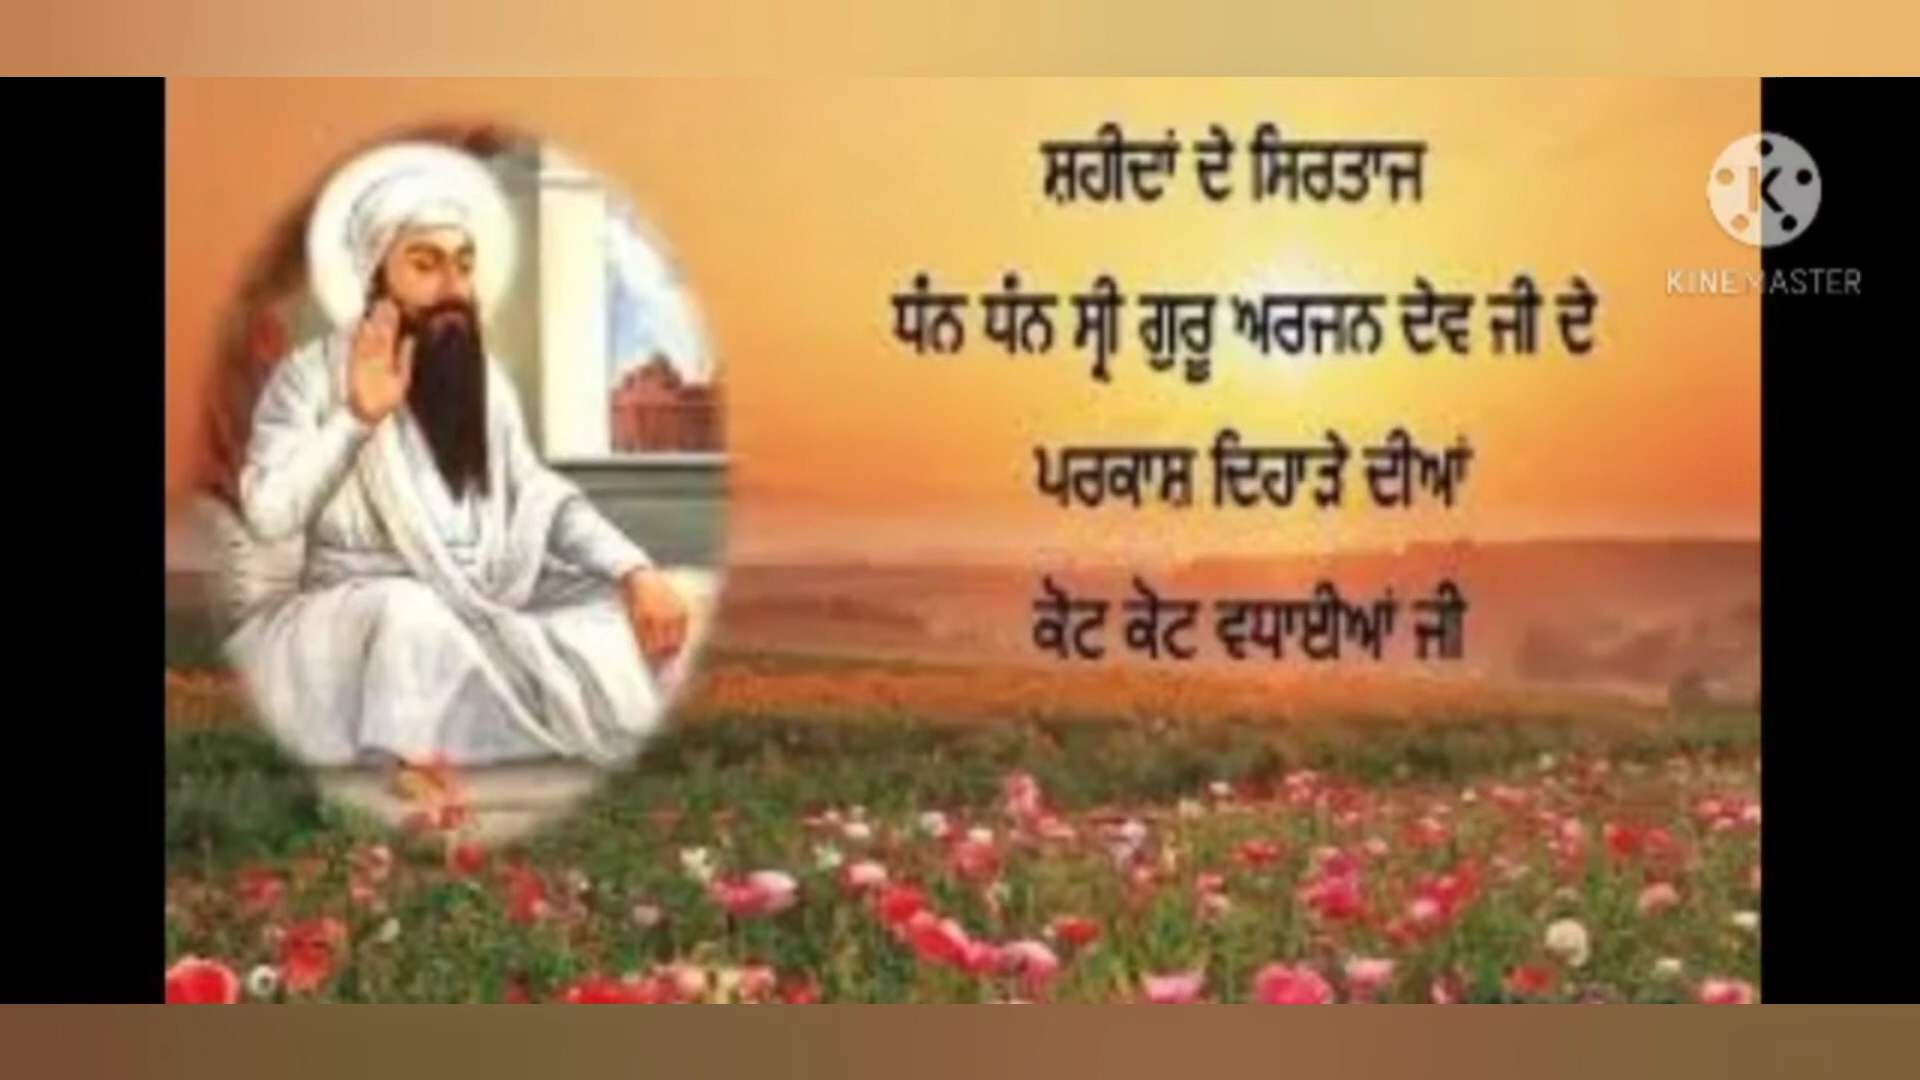 ਸ਼ਹੀਦਾਂ ਦੇ ਸਿਰਤਾਜ
ਧੰਨ ਧੰਨ ਸ੍ਰੀ ਗੁਰੂ ਅਰਜਨ ਦੇਵ ਜੀ ਦੇ
ਪਰਕਾਸ਼ ਦਿਹਾੜੇ ਦੀਆਂ
ਕੋਟ ਕੋਟ ਵਧਾਈਆਂ ਜੀ
K
KINEMASTER